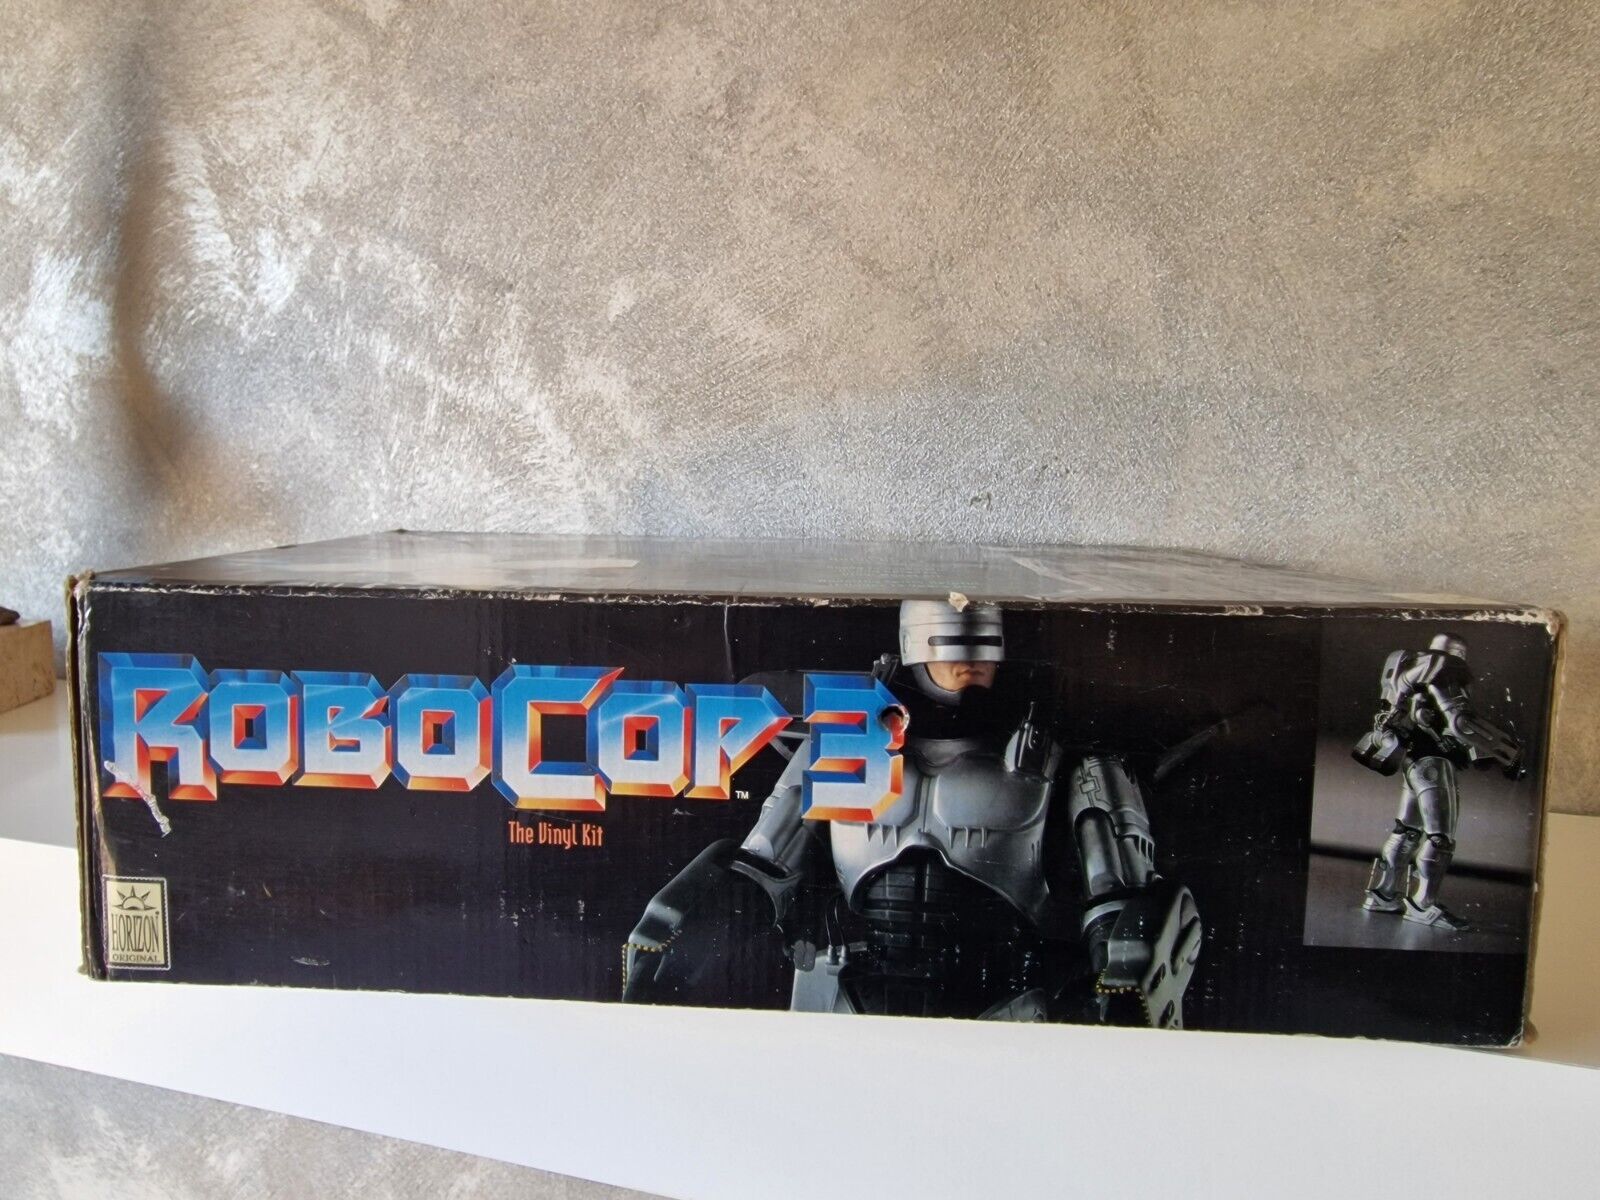 ROBOCOP 3
TM
The Vinyl Kit
HORIZON
ORIGINAL